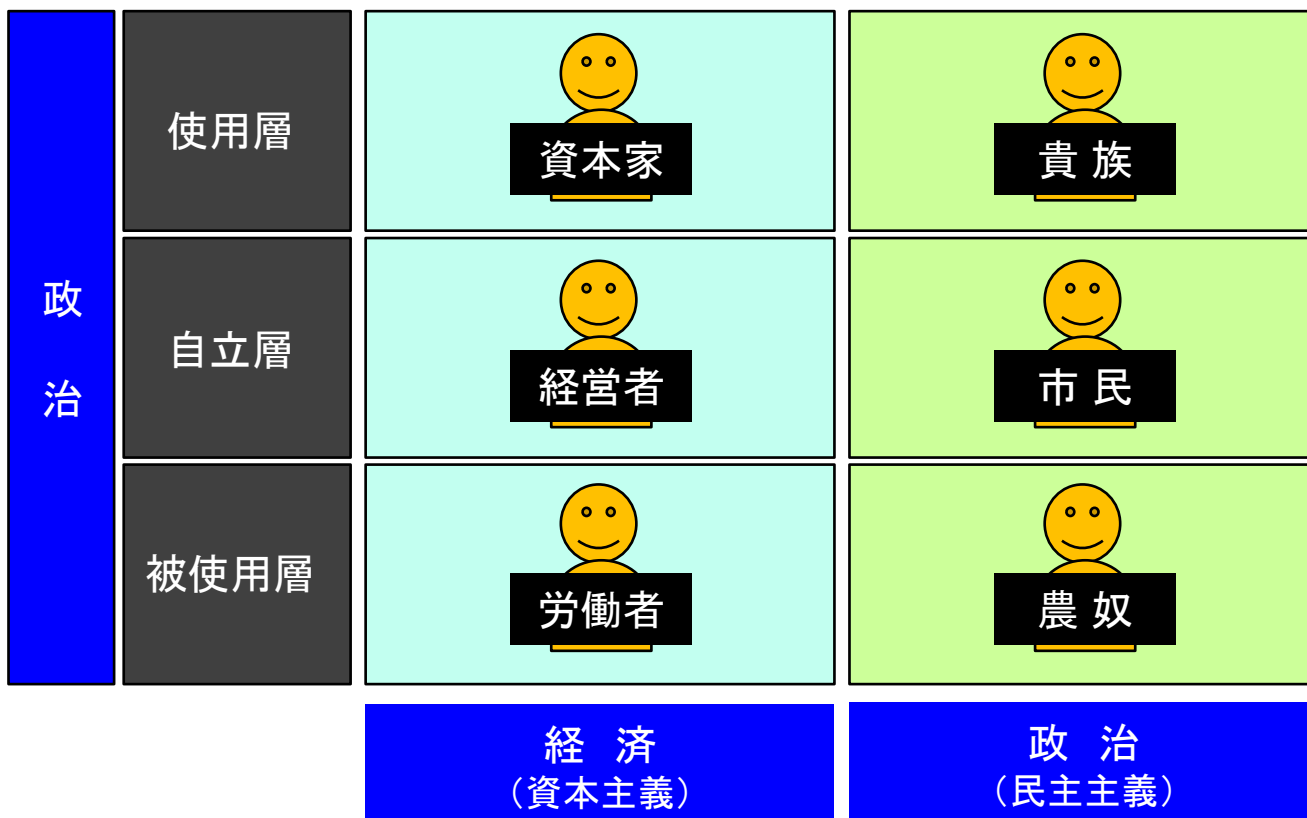 政治
使用層
資本家
貴族
自立層
経営者
市民
被使用層
労働者
農奴
経済
（資本主義）
政治
（民主主義）